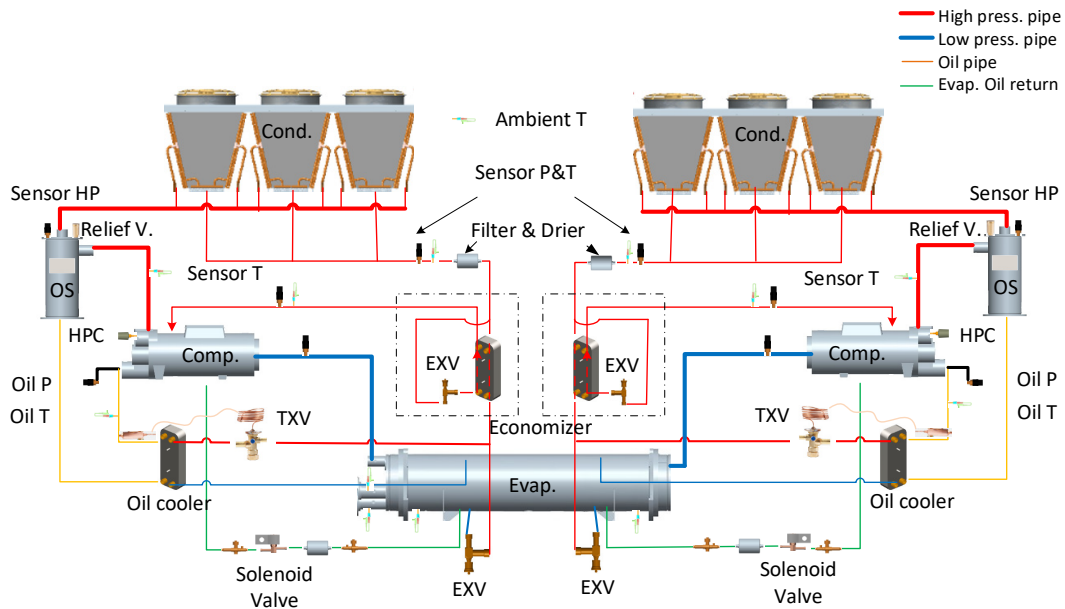 High press. pipe
Low press. pipe
Oil pipe
Evap. Oil return
Cond.
Ambient T
Cond.
Sensor P&T
Sensor HP
Sensor HP
Relief V.
Filter & Drier
Relief V.
Sensor T
Sensor T
OS
OS
HPC
Comp.
EXV
EXV
Comp.
HPC
Oil P
Oil P
Oil T
TXV
Economizer
TXV
Oil T
Oil cooler
Evap.
Oil cooler
Solenoid
Valve
EXV
EXV
Solenoid
Valve